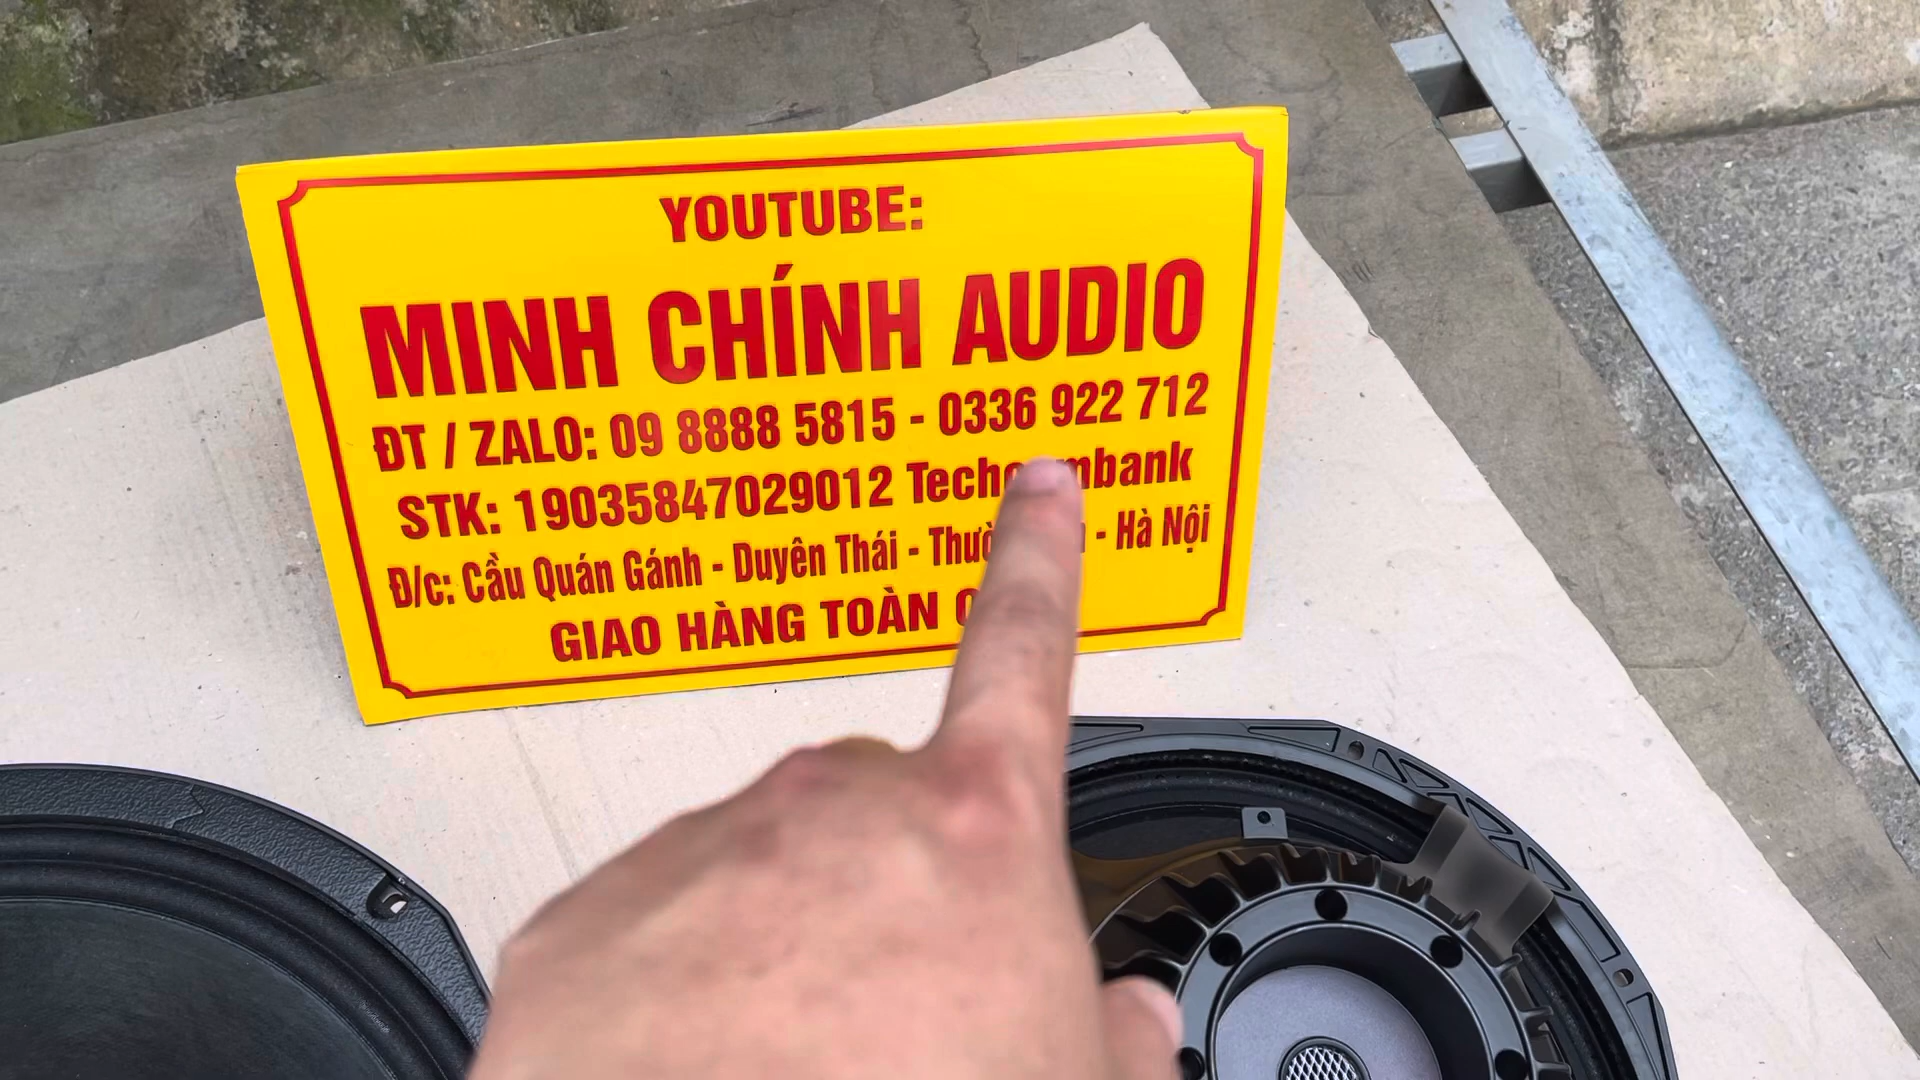 YOUTUBE:
MINH CHÍNH AUDIO
ĐT / ZALO: 09 8888 5815 - 0336 922 712
STK: 19035847029012
Đ/c: Cầu Quán Gánh - Duyên Thái - - Hà Nội
GIAO HÀNG TOÀN